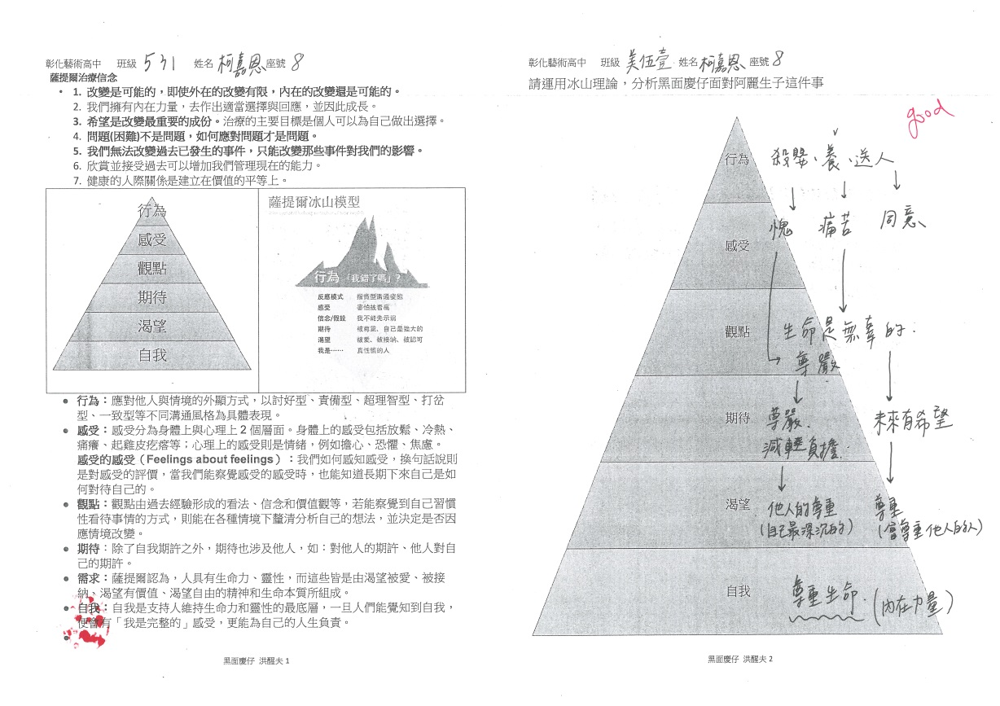 彰化藝術高中 班級 531 姓名 柯嘉恩 座號 8
薩提爾治療信念
• 1. 改變是可能的，即使外在的改變有限，內在的改變還是可能的。
2. 我們擁有內在力量，去作出適當選擇與回應，並因此成長。
3. 希望是改變最重要的成份。治療的主要目標是個人可以為自己做出選擇。
4. 問題(困難)不是問題，如何應對問題才是問題。
5. 我們無法改變過去已發生的事件，只能改變那些事件對我們的影響。
6. 欣賞並接受過去可以增加我們管理現在的能力。
7. 健康的人際關係是建立在價值的平等上。
行為
感受
觀點
期待
渴望
自我
薩提爾冰山模型
行為「我錯了嗎」?
反應模式 指責型溝通姿態
感受 害怕被看扁
信念/假設 我不能先示弱
期待 被尊重、自己是強大的
渴望 被愛、被接納、被認可
我是…… 真性情的人
• 行為：應對他人與情境的外顯方式，以討好型、責備型、超理智型、打岔
型、一致型等不同溝通風格為具體表現。
• 感受：感受分為身體上與心理上 2 個層面。身體上的感受包括放鬆、冷熱、
痛癢、起雞皮疙瘩等；心理上的感受則是情緒，例如擔心、恐懼、焦慮。
感受的感受（Feelings about feelings）：我們如何感知感受，換句話說則
是對感受的評價，當我們能察覺感受的感受時，也能知道長期下來自己是如
何對待自己的。
• 觀點：觀點由過去經驗形成的看法、信念和價值觀等，若能察覺到自己習慣
性看待事情的方式，則能在各種情境下釐清分析自己的想法，並決定是否因
應情境改變。
• 期待：除了自我期許之外，期待也涉及他人，如：對他人的期許、他人對自
己的期許。
• 需求：薩提爾認為，人具有生命力、靈性，而這些皆是由渴望被愛、被接
納、渴望有價值、渴望自由的精神和生命本質所組成。
• 自我：自我是支持人維持生命力和靈性的最底層，一旦人們能覺知到自我，
便會有「我是完整的」感受，更能為自己的人生負責。
黑面慶仔 洪醒夫 1
彰化藝術高中 班級 美伍壹 姓名 柯嘉恩 座號 8
請運用冰山理論，分析黑面慶仔面對阿麗生子這件事
good
行為 殺嬰、養、送人
感受 愧 痛苦 同意
觀點 生命是無辜的.
尊嚴
期待 尊嚴. 未來有希望
減輕負擔.
渴望 他人的尊重 尊重
(自己最深沉的) (會尊重他人的人)
自我 尊重生命. (內在力量)
黑面慶仔 洪醒夫 2